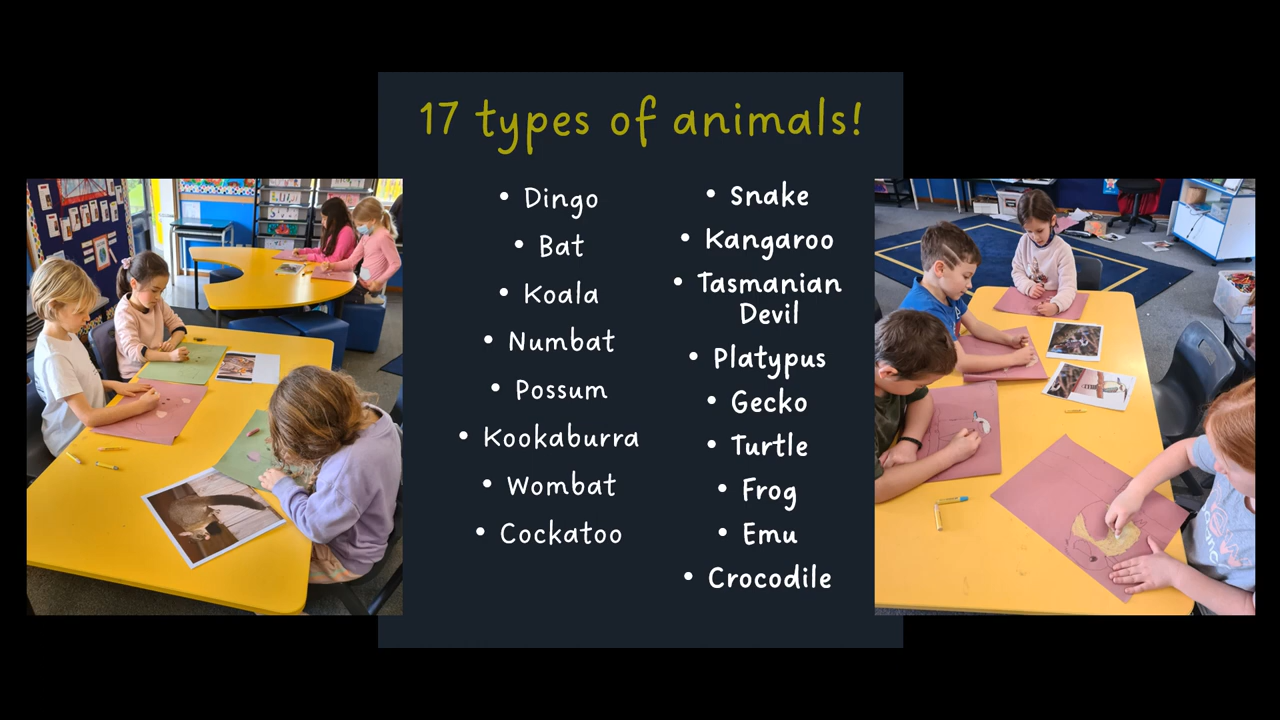 17 types of animals!
• Dingo
• Bat
• Koala
• Numbat
• Possum
• Kookaburra
• Wombat
• Cockatoo
• Snake
• Kangaroo
• Tasmanian
Devil
• Platypus
• Gecko
• Turtle
• Frog
• Emu
• Crocodile